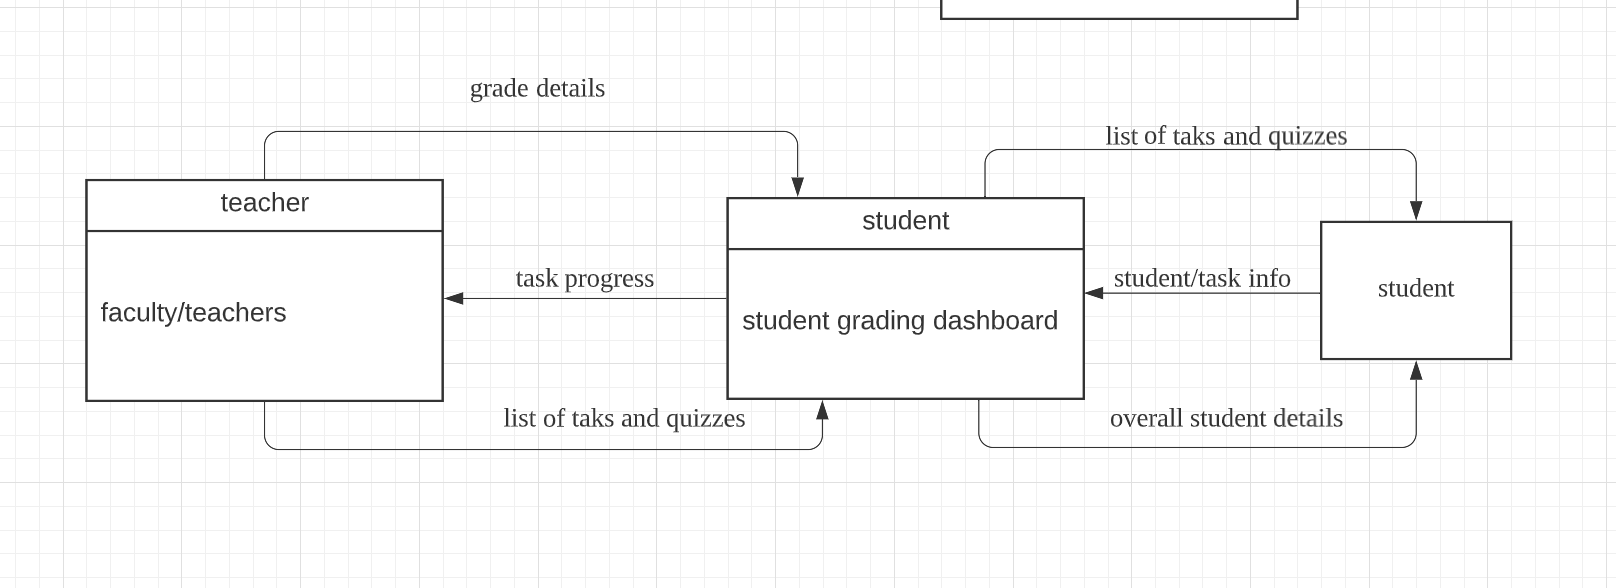 grade details
list of taks and quizzes
teacher
student
task progress
student/task info
student
faculty/teachers
student grading dashboard
list of taks and quizzes
overall student details